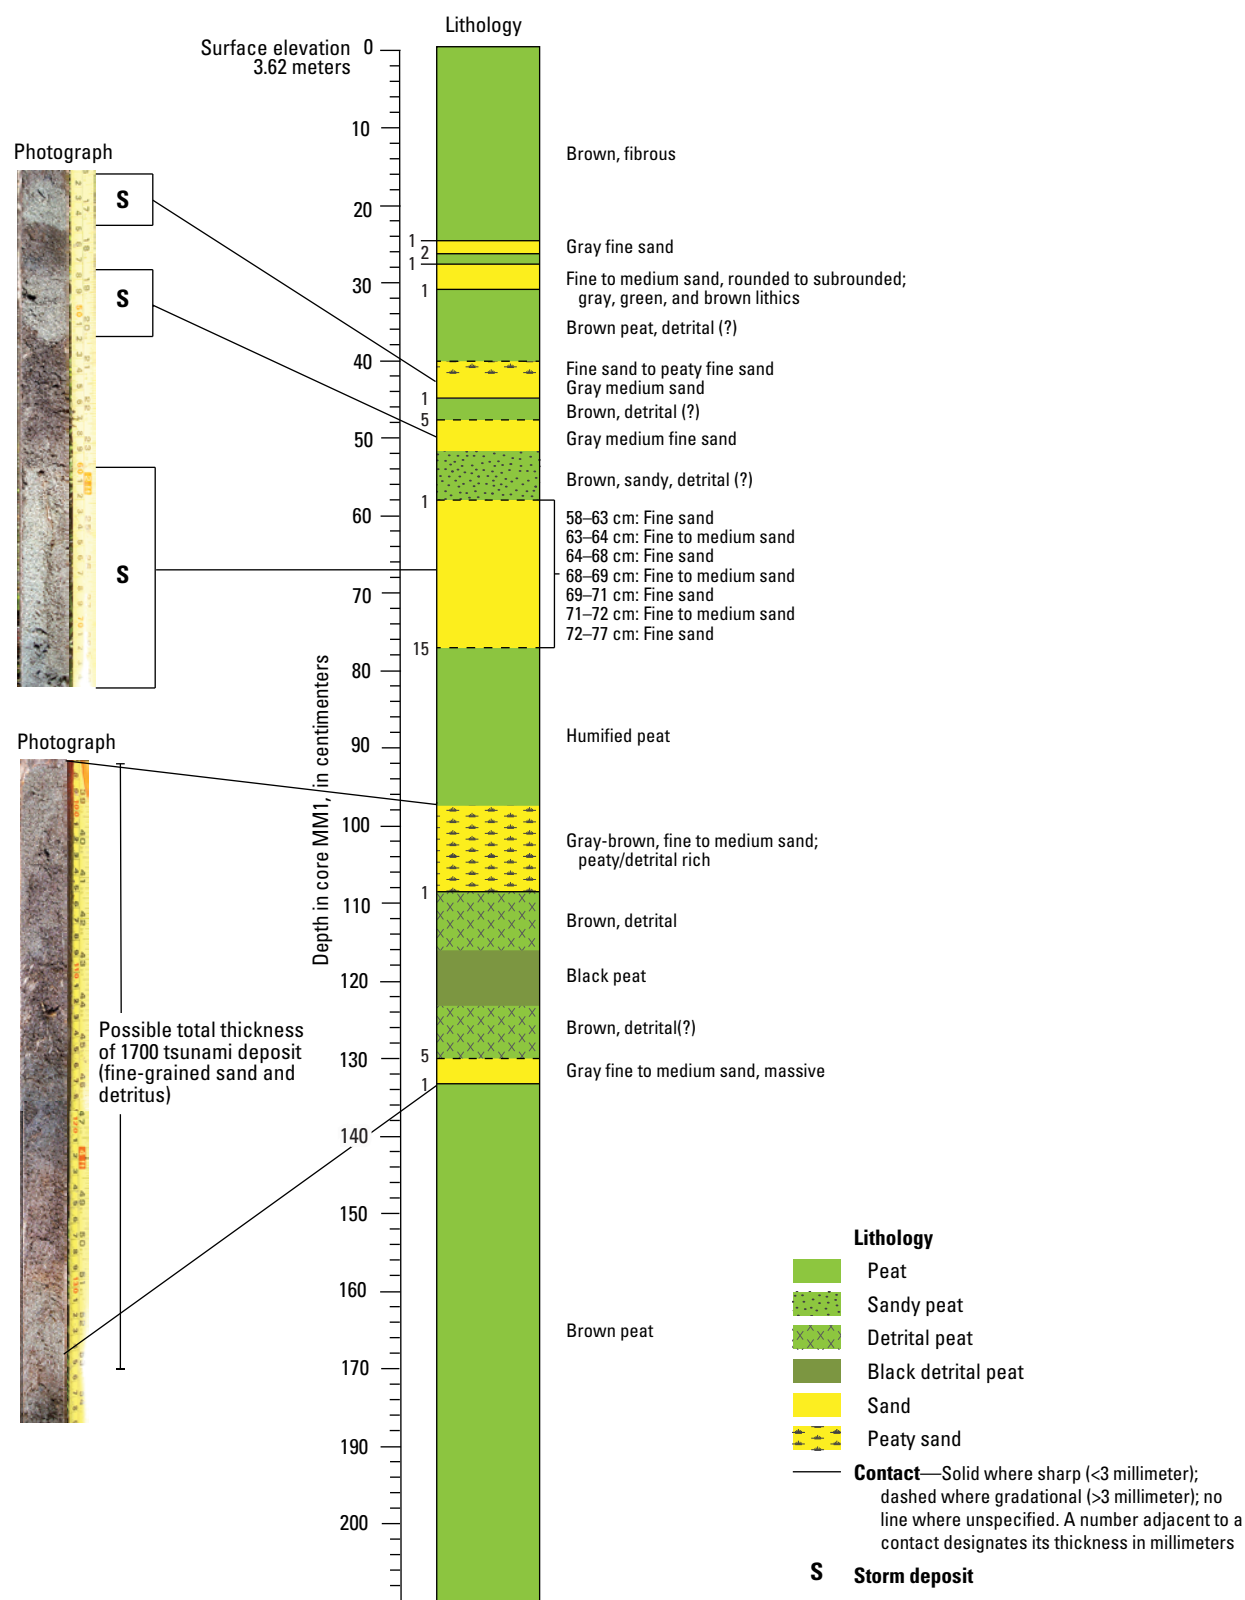 Lithology
Surface elevation
3.62 meters
0
10
20
30
40
50
60
70
80
90
100
110
120
130
140
150
160
170
190
200
Depth in core MM1, in centimenters
Photograph
S
S
S
Photograph
Possible total thickness
of 1700 tsunami deposit
(fine-grained sand and
detritus)
1
2
1
1
1
5
1
15
1
5
1
Brown, fibrous
Gray fine sand
Fine to medium sand, rounded to subrounded;
gray, green, and brown lithics
Brown peat, detrital (?)
Fine sand to peaty fine sand
Gray medium sand
Brown, detrital (?)
Gray medium fine sand
Brown, sandy, detrital (?)
58–63 cm: Fine sand
63–64 cm: Fine to medium sand
64–68 cm: Fine sand
68–69 cm: Fine to medium sand
69–71 cm: Fine sand
71–72 cm: Fine to medium sand
72–77 cm: Fine sand
Humified peat
Gray-brown, fine to medium sand;
peaty/detrital rich
Brown, detrital
Black peat
Brown, detrital(?)
Gray fine to medium sand, massive
Brown peat
Lithology
Peat
Sandy peat
Detrital peat
Black detrital peat
Sand
Peaty sand
Contact—Solid where sharp (<3 millimeter);
dashed where gradational (>3 millimeter); no
line where unspecified. A number adjacent to a
contact designates its thickness in millimeters
S Storm deposit